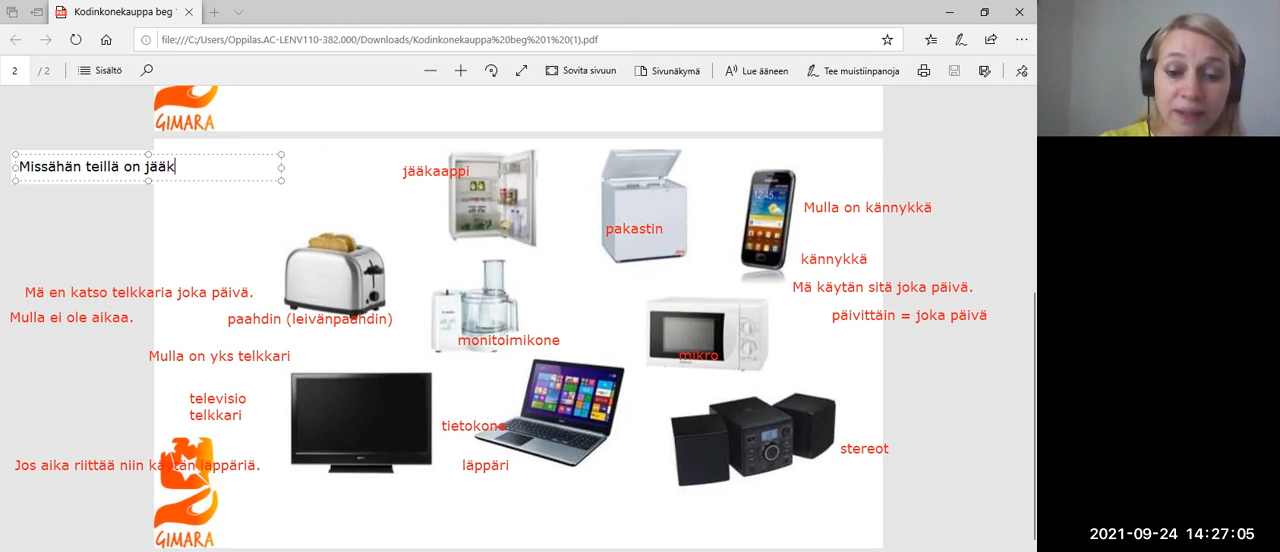 Kodinkonekauppa beg
file:///C:/Users/Oppilas.AC-LENV110-382.000/Downloads/Kodinkonekauppa%20beg%201%20(1).pdf
2 / 2
Sisältö
Sovita sivuun
Sivunäkymä
Lue ääneen
Tee muistiinpanoja
GIMARA
Missähän teillä on jääk
jääkaappi
pakastin
Mulla on kännykkä
kännykkä
Mä käytän sitä joka päivä.
päivittäin = joka päivä
Mä en katso telkkaria joka päivä.
Mulla ei ole aikaa.
paahdin (leivänpaahdin)
monitoimikone
mikro
Mulla on yks telkkari
televisio
telkkari
tietokone
läppäri
stereot
Jos aika riittää niin käytän läppäriä.
GIMARA
2021-09-24 14:27:05